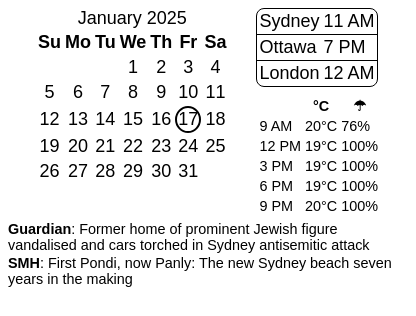 January 2025
Su Mo Tu We Th Fr Sa
1 2 3 4
5 6 7 8 9 10 11
12 13 14 15 16 17 18
19 20 21 22 23 24 25
26 27 28 29 30 31
Sydney 11 AM
Ottawa 7 PM
London 12 AM
°C ☂
9 AM 20°C 76%
12 PM 19°C 100%
3 PM 19°C 100%
6 PM 19°C 100%
9 PM 20°C 100%
Guardian: Former home of prominent Jewish figure
vandalised and cars torched in Sydney antisemitic attack
SMH: First Pondi, now Panly: The new Sydney beach seven
years in the making